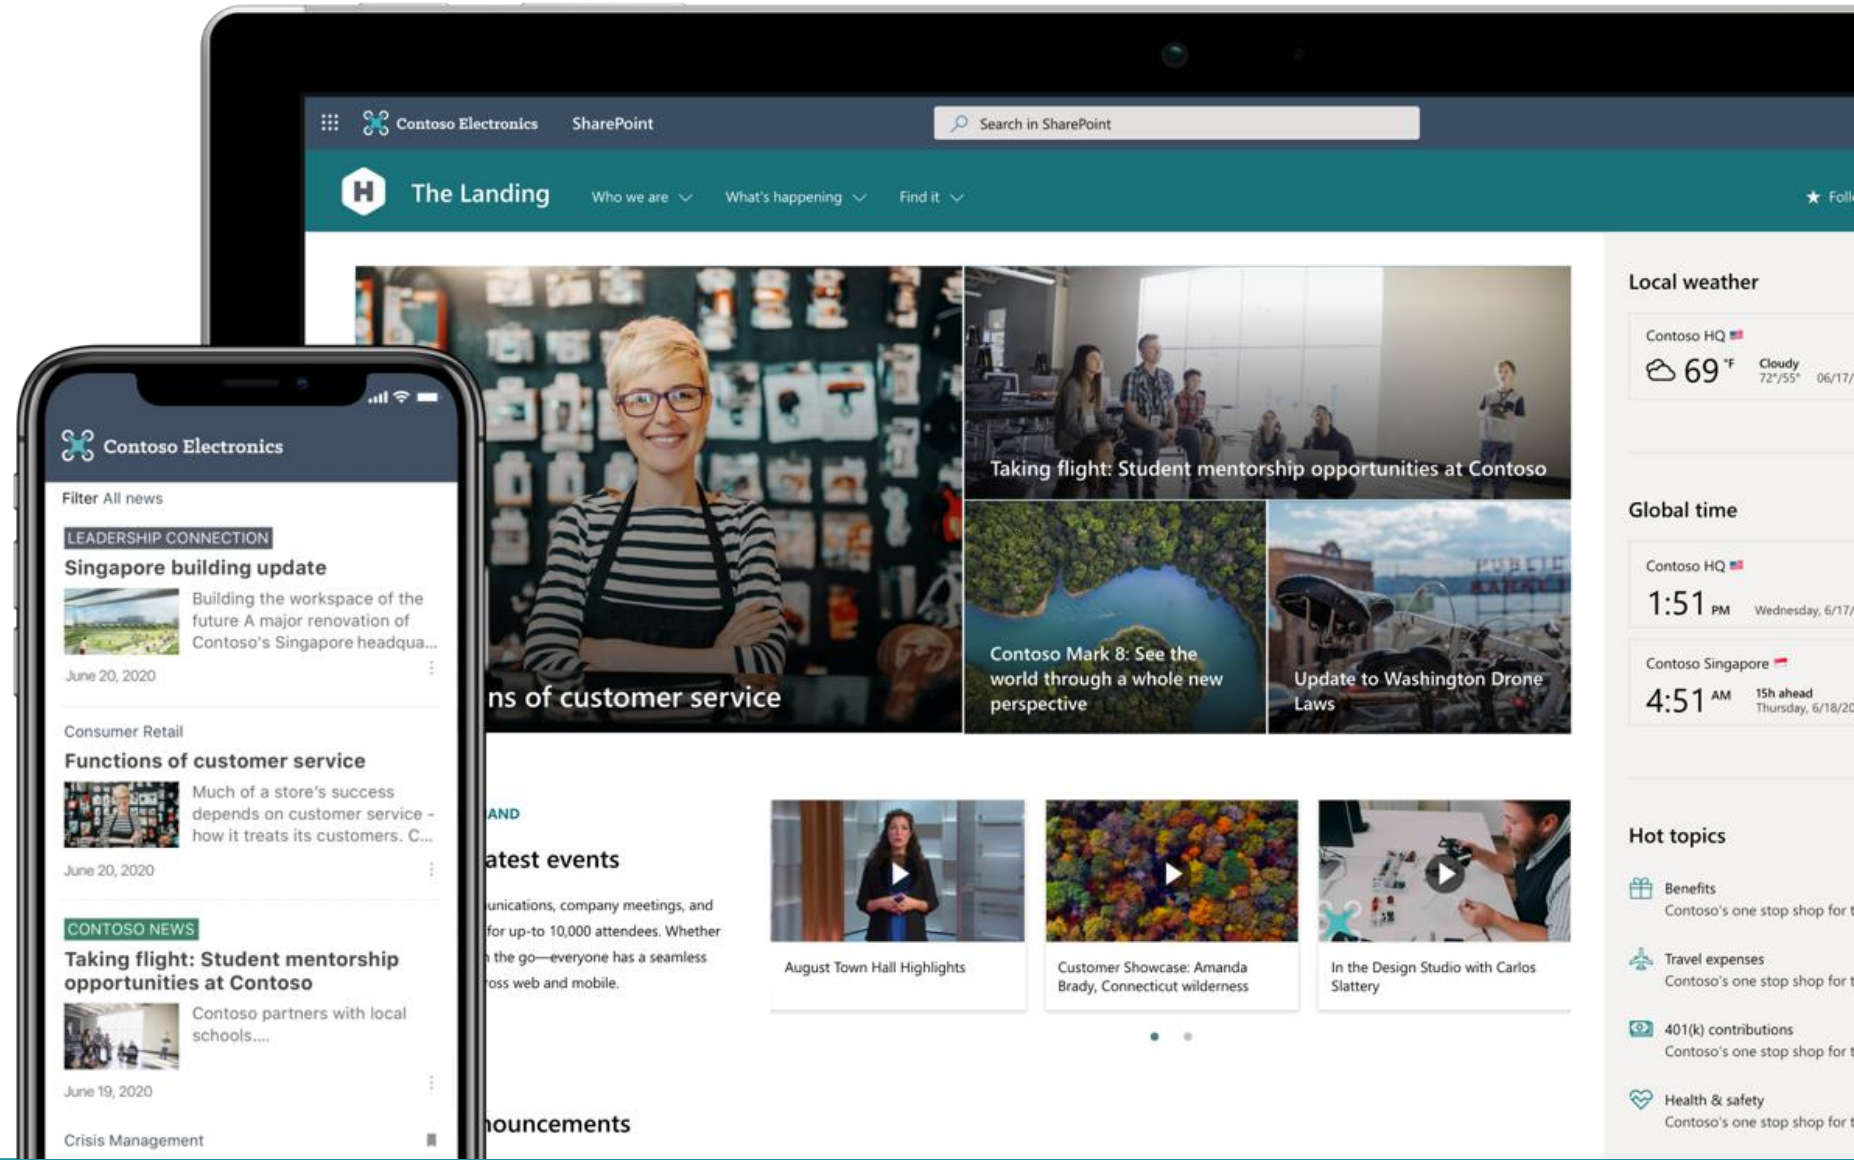 Contoso Electronics
SharePoint
Search in SharePoint
H
The Landing
Who we are
What's happening
Find it
ns of customer service
Taking flight: Student mentorship opportunities at Contoso
Contoso Mark 8: See the
world through a whole new
perspective
PUBLIC
MARKET
Update to Washington Drone
Laws
Local weather
Contoso HQ
69 °F
Cloudy
72°/55°
06/17/
Global time
Contoso HQ
1:51 PM
Wednesday, 6/17/
Contoso Singapore
4:51 AM
15h ahead
Thursday, 6/18/20
Hot topics
Benefits
Contoso's one stop shop for
Travel expenses
Contoso's one stop shop for
401(k) contributions
Contoso's one stop shop for
Health & safety
Contoso's one stop shop for
AND
atest events
unications, company meetings, and
for up-to 10,000 attendees. Whether
the go—everyone has a seamless
oss web and mobile.
August Town Hall Highlights
Customer Showcase: Amanda
Brady, Connecticut wilderness
In the Design Studio with Carlos
Slattery
nouncements
Contoso Electronics
Filter All news
LEADERSHIP CONNECTION
Singapore building update
Building the workspace of the
future A major renovation of
Contoso's Singapore headqua...
June 20, 2020
Consumer Retail
Functions of customer service
Much of a store's success
depends on customer service -
how it treats its customers. C...
June 20, 2020
CONTOSO NEWS
Taking flight: Student mentorship
opportunities at Contoso
Contoso partners with local
schools....
June 19, 2020
Crisis Management